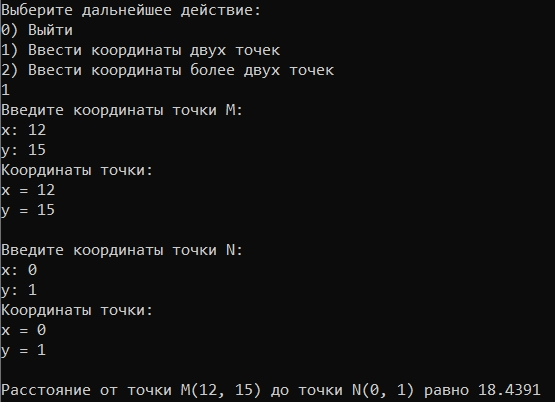 Выберите дальнейшее действие:
0) Выйти
1) Ввести координаты двух точек
2) Ввести координаты более двух точек
1
Введите координаты точки M:
x: 12
y: 15
Координаты точки:
x = 12
y = 15
Введите координаты точки N:
x: 0
y: 1
Координаты точки:
x = 0
y = 1
Расстояние от точки M(12, 15) до точки N(0, 1) равно 18.4391